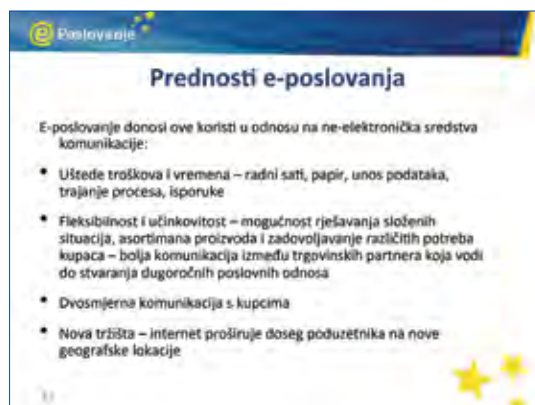 e Poslovanje
Prednosti e-poslovanja
E-poslovanje donosi ove koristi u odnosu na ne-elektronička sredstva
komunikacije:
• Uštede troškova i vremena – radni sati, papir, unos podataka,
trajanje procesa, isporuke
• Fleksibilnost i učinkovitost – mogućnost rješavanja složenih
situacija, asortimana proizvoda i zadovoljavanje različitih potreba
kupaca – bolja komunikacija između trgovinskih partnera koja vodi
do stvaranja dugoročnih poslovnih odnosa
• Dvosmjerna komunikacija s kupcima
• Nova tržišta – internet proširuje doseg poduzetnika na nove
geografske lokacije